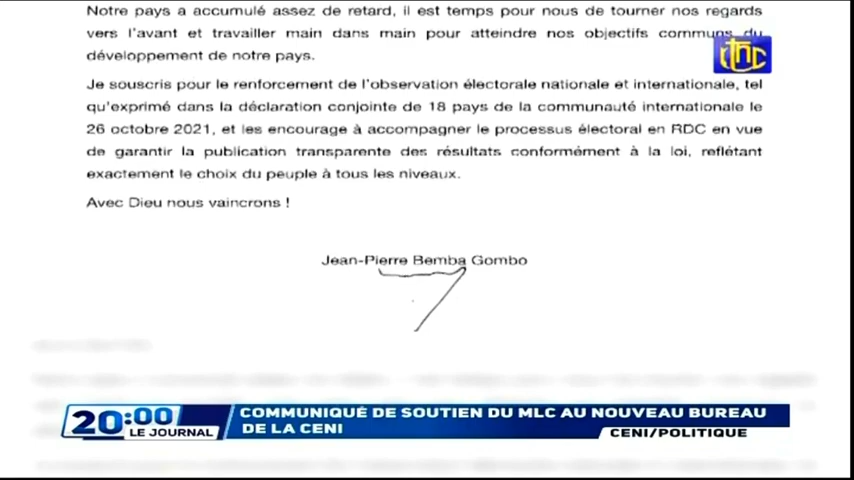 Notre pays a accumulé assez de retard, il est temps pour nous de tourner nos regards
vers l'avant et travailler main dans main pour atteindre nos objectifs communs du
développement de notre pays.
Je souscris pour le renforcement de l'observation électorale nationale et internationale, tel
qu'exprimé dans la déclaration conjointe de 18 pays de la communauté internationale le
26 octobre 2021, et les encourage à accompagner le processus électoral en RDC en vue
de garantir la publication transparente des résultats conformément à la loi, reflétant
exactement le choix du peuple à tous les niveaux.
Avec Dieu nous vaincrons !
Jean-Pierre Bemba Gombo
20:00
LE JOURNAL
COMMUNIQUÉ DE SOUTIEN DU MLC AU NOUVEAU BUREAU
DE LA CENI
CENI/POLITIQUE